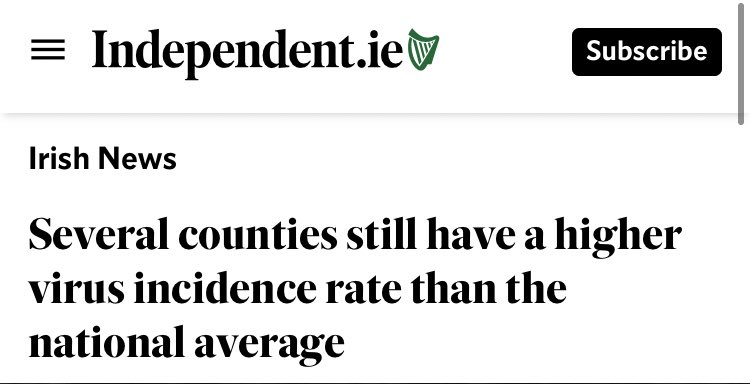 Independent.ie
Subscribe
Irish News
Several counties still have a higher
virus incidence rate than the
national average